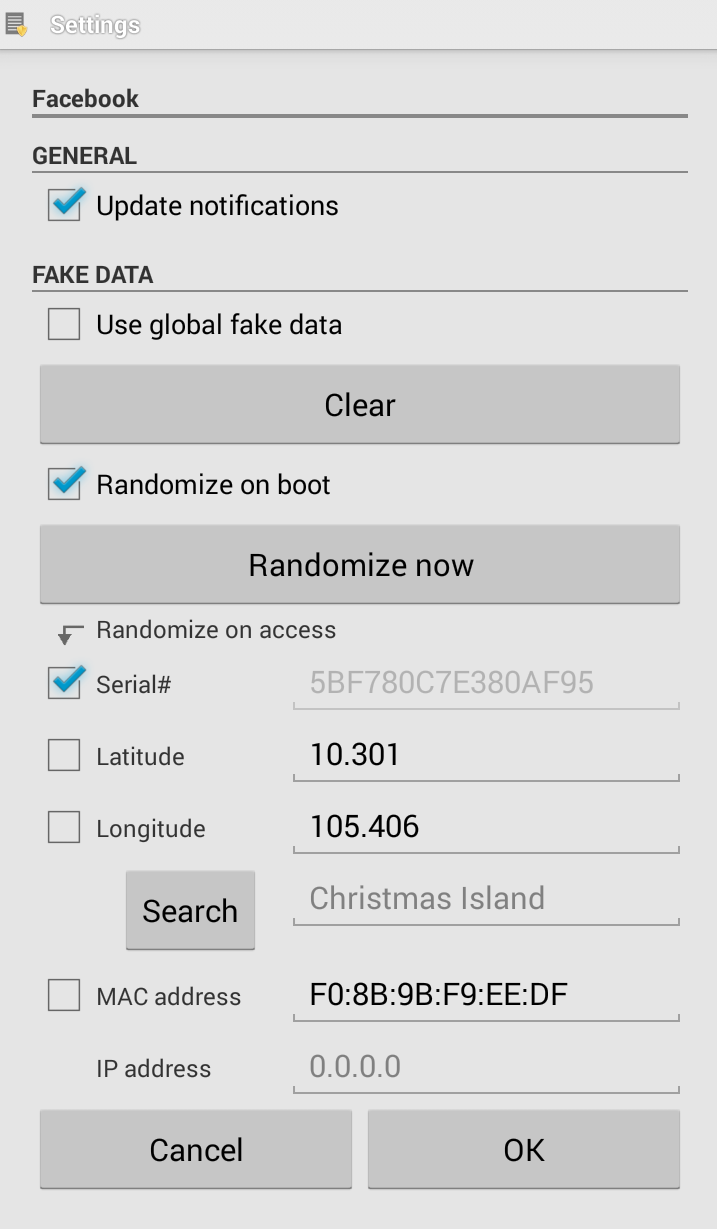 Settings
Facebook
GENERAL
Update notifications
FAKE DATA
Use global fake data
Clear
Randomize on boot
Randomize now
Randomize on access
Serial# 5BF780C7E380AF95
Latitude 10.301
Longitude 105.406
Search Christmas Island
MAC address F0:8B:9B:F9:EE:DF
IP address 0.0.0.0
Cancel OK